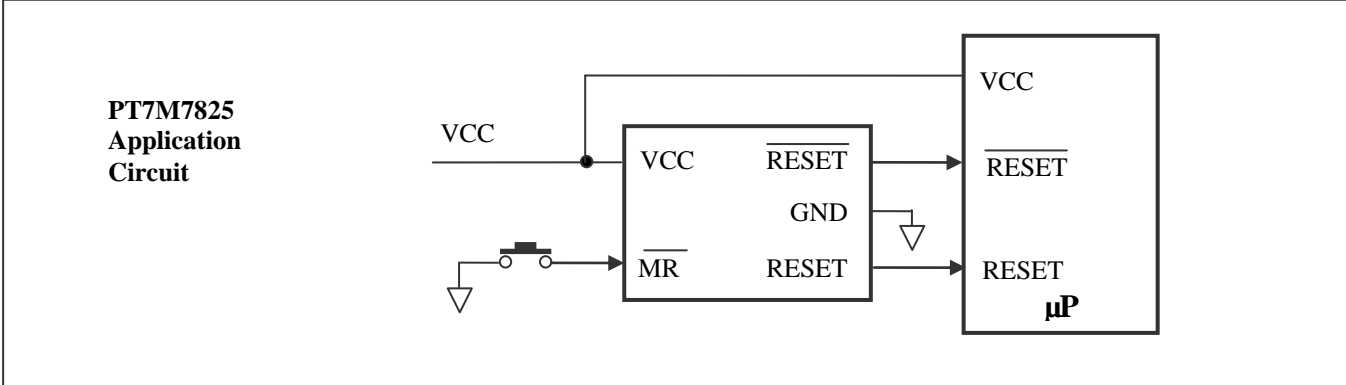 PT7M7825
Application
Circuit
VCC
VCC
RESET
GND
MR
RESET
VCC
RESET
RESET
μP